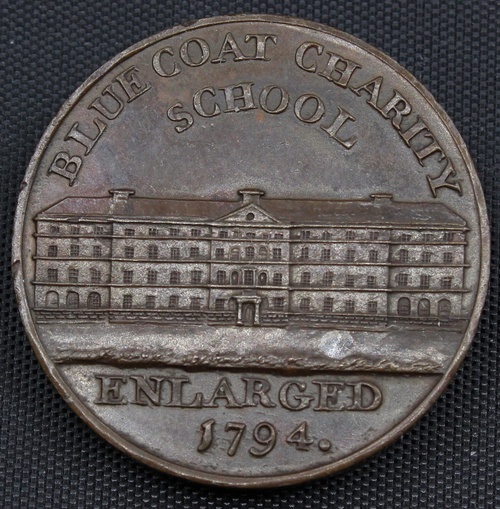 BLUE COAT CHARITY
SCHOOL
ENLARGED
1794.